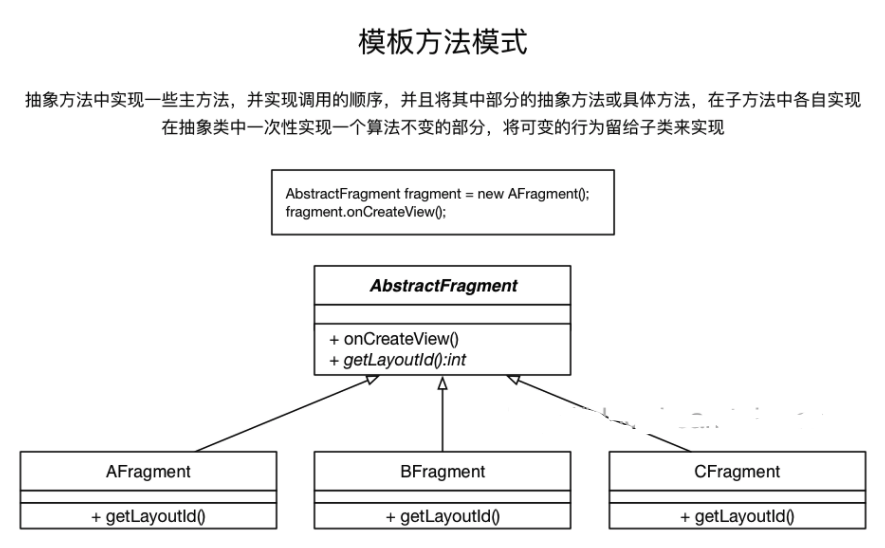 模板方法模式
抽象方法中实现一些主方法，并实现调用的顺序，并且将其中部分的抽象方法或具体方法，在子方法中各自实现
在抽象类中一次性实现一个算法不变的部分，将可变的行为留给子类来实现
AbstractFragment fragment = new AFragment();
fragment.onCreateView();
AbstractFragment
+ onCreateView()
+ getLayoutId():int
AFragment
BFragment
CFragment
+ getLayoutId()
+ getLayoutId()
+ getLayoutId()